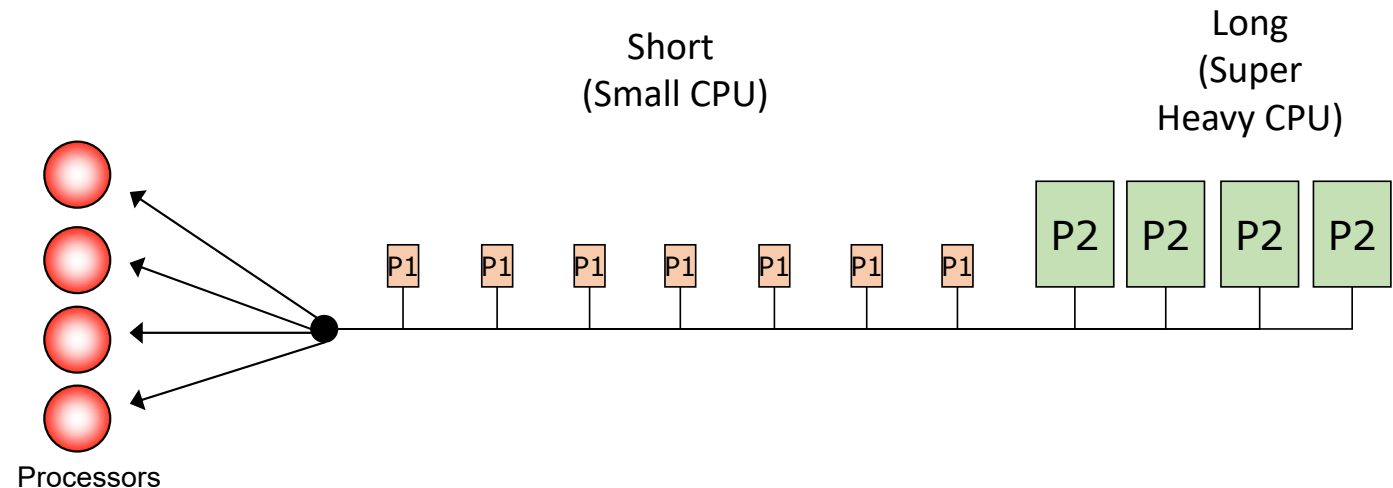 Short
(Small CPU)
Long
(Super
Heavy CPU)
P1 P1 P1 P1 P1 P1 P1 P2 P2 P2 P2
Processors